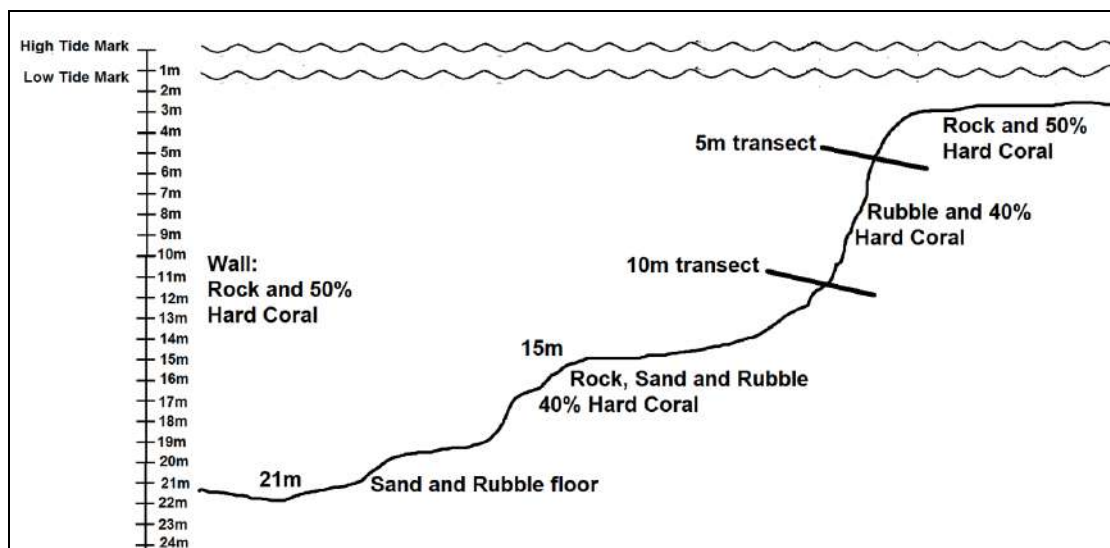 High Tide Mark
Low Tide Mark
1m
2m
3m
4m
5m
6m
7m
8m
9m
10m
11m
12m
13m
14m
15m
16m
17m
18m
19m
20m
21m
22m
23m
24m
Rock and 50%
Hard Coral
5m transect
Rubble and 40%
Hard Coral
10m transect
Wall:
Rock and 50%
Hard Coral
15m
Rock, Sand and Rubble
40% Hard Coral
21m
Sand and Rubble floor